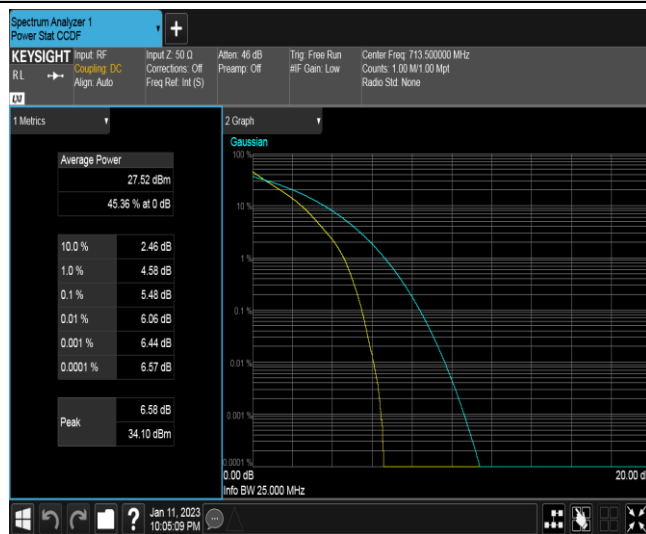 Spectrum Analyzer 1
Power Stat CCDF
+
KEYSIGHT
RL
LXI
Input: RF
Coupling: DC
Align: Auto
Input Z: 50 Ω
Corrections: Off
Freq Ref: Int (S)
Atten: 46 dB
Preamp: Off
Trig: Free Run
#IF Gain: Low
Center Freq: 713.500000 MHz
Counts: 1.00 M/1.00 Mpt
Radio Std: None
1 Metrics
Average Power
27.52 dBm
45.36 % at 0 dB
10.0 % 2.46 dB
1.0 % 4.58 dB
0.1 % 5.48 dB
0.01 % 6.06 dB
0.001 % 6.44 dB
0.0001 % 6.57 dB
Peak
6.58 dB
34.10 dBm
2 Graph
Gaussian
100 %
10 %
1 %
0.1 %
0.01 %
0.001 %
0.0001 %
0.00 dB
20.00 d
Info BW 25.000 MHz
?
Jan 11, 2023
10:05:09 PM